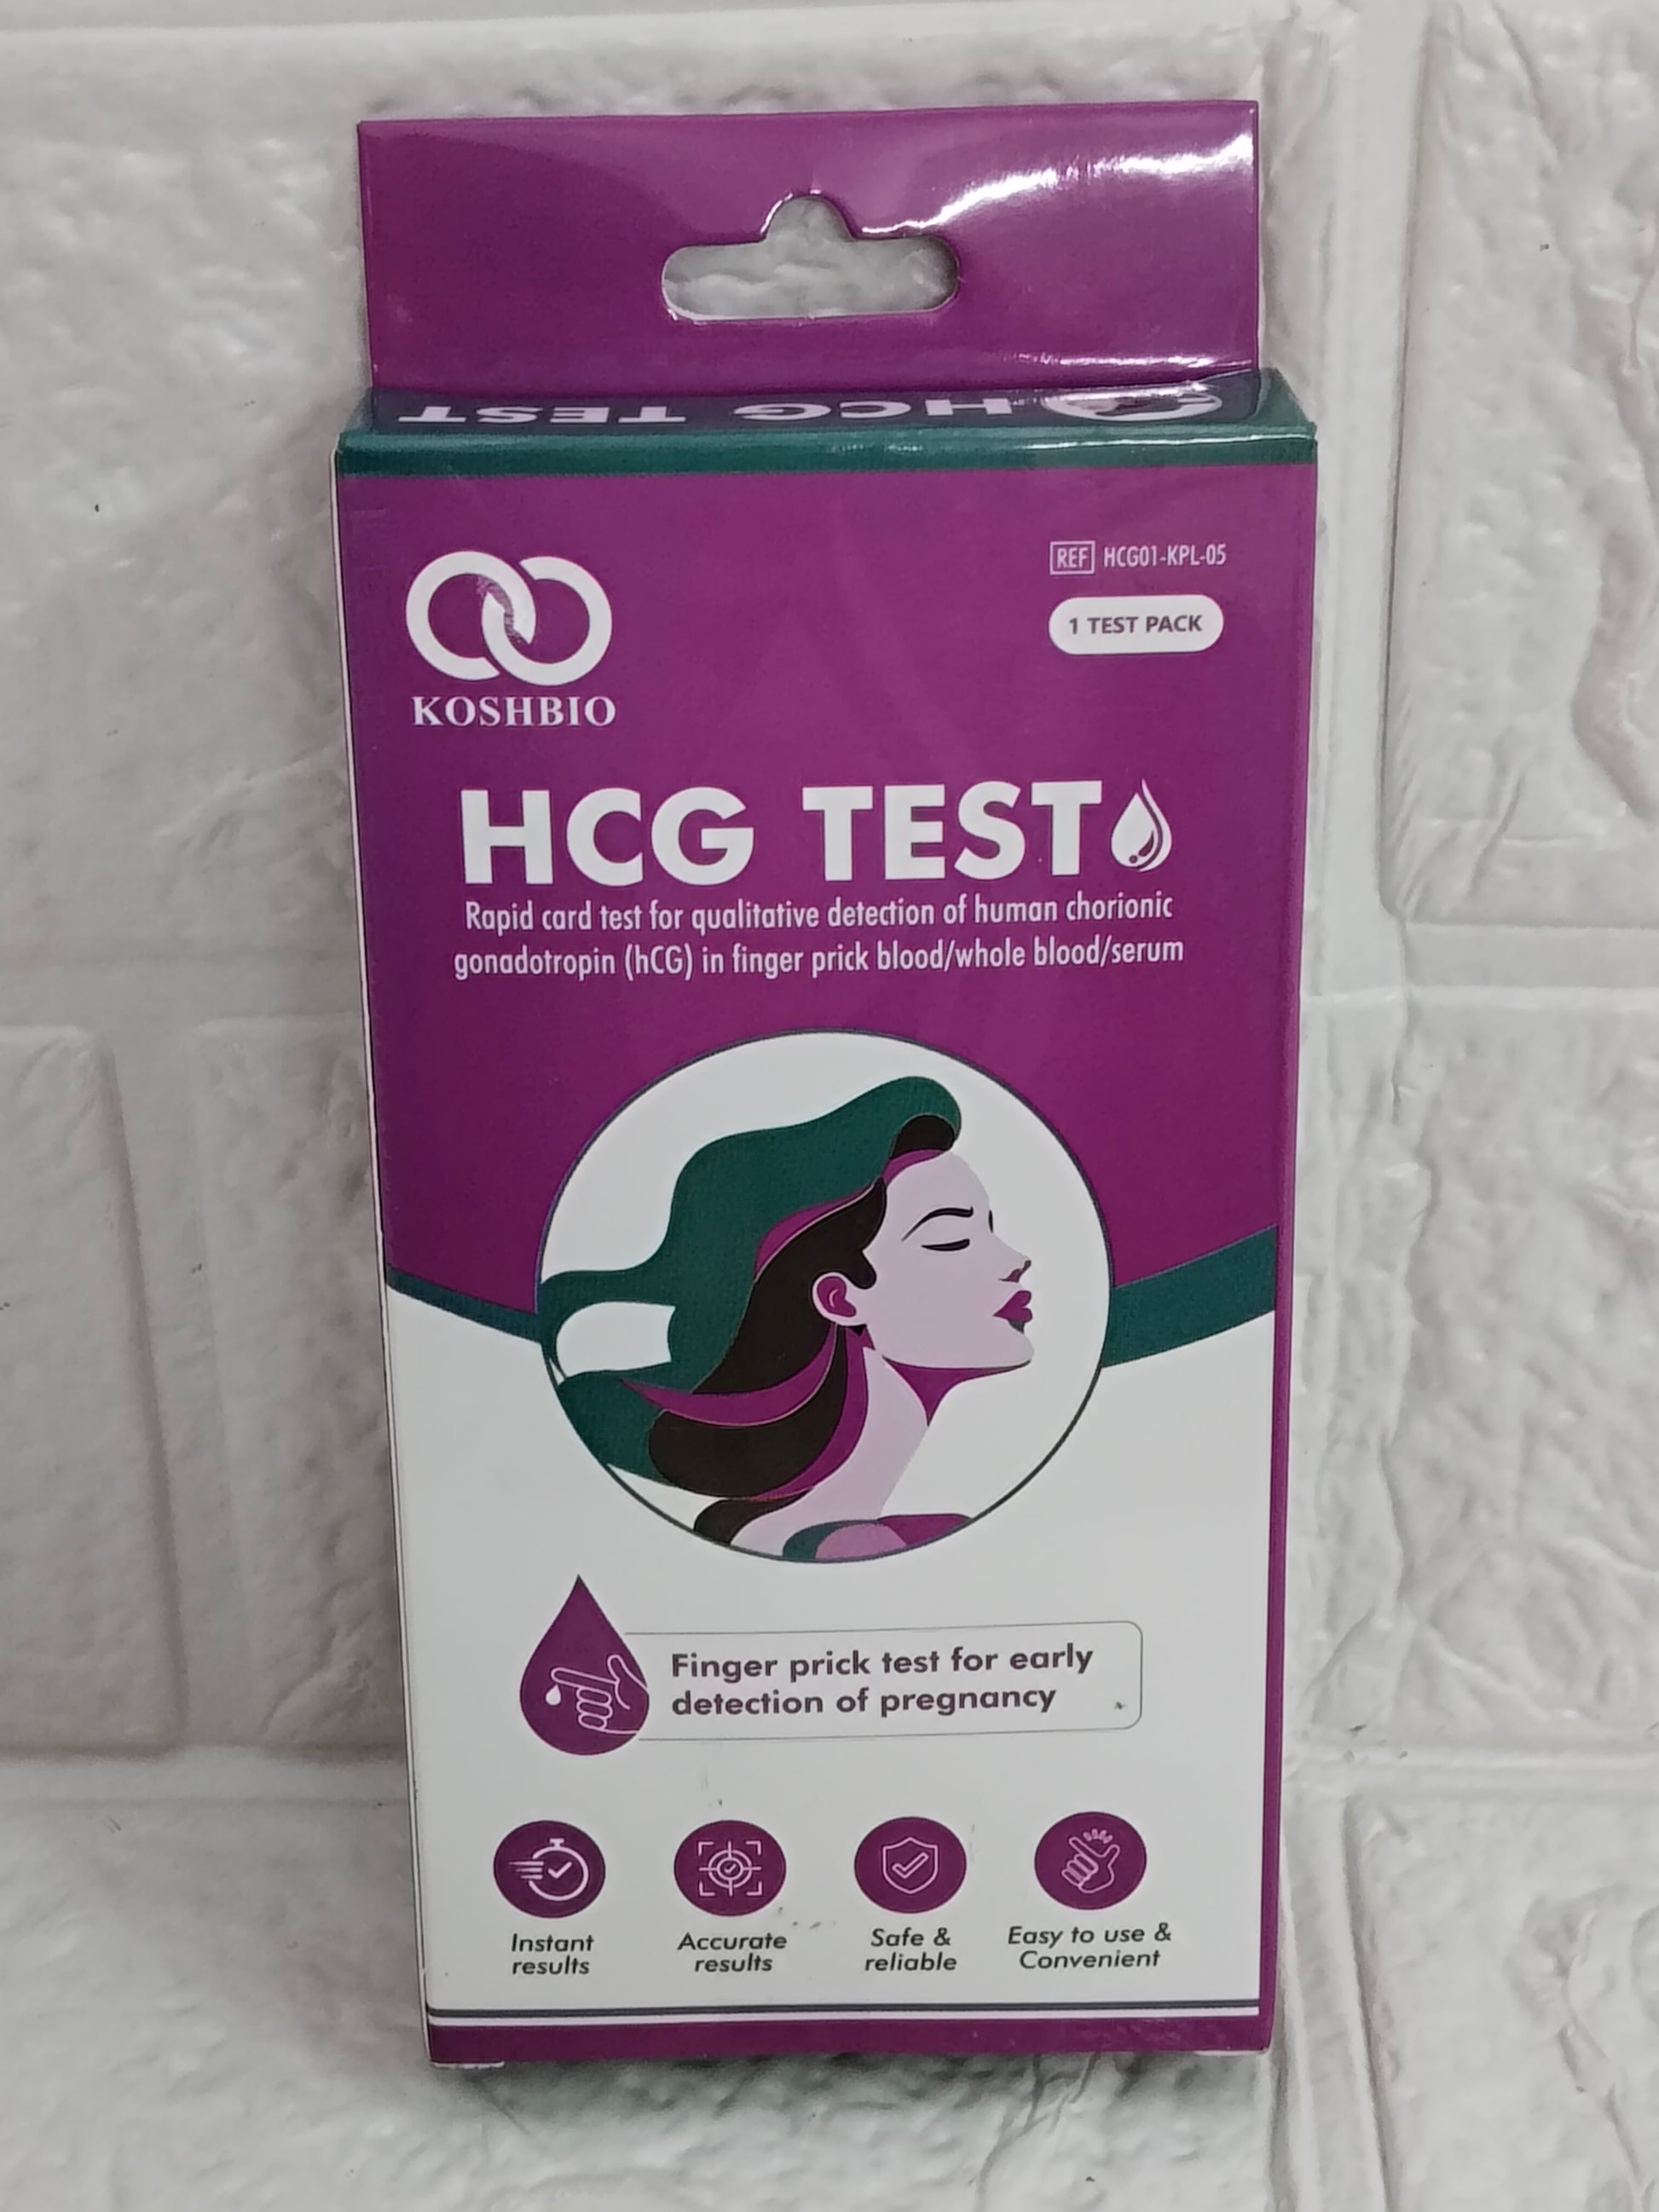 HCG TEST
REF HCG01-KPL-05
1 TEST PACK
KOSHBIO
HCG TEST
Rapid card test for qualitative detection of human chorionic
gonadotropin (hCG) in finger prick blood/whole blood/serum
Finger prick test for early
detection of pregnancy
Instant
results
Accurate
results
Safe &
reliable
Easy to use &
Convenient